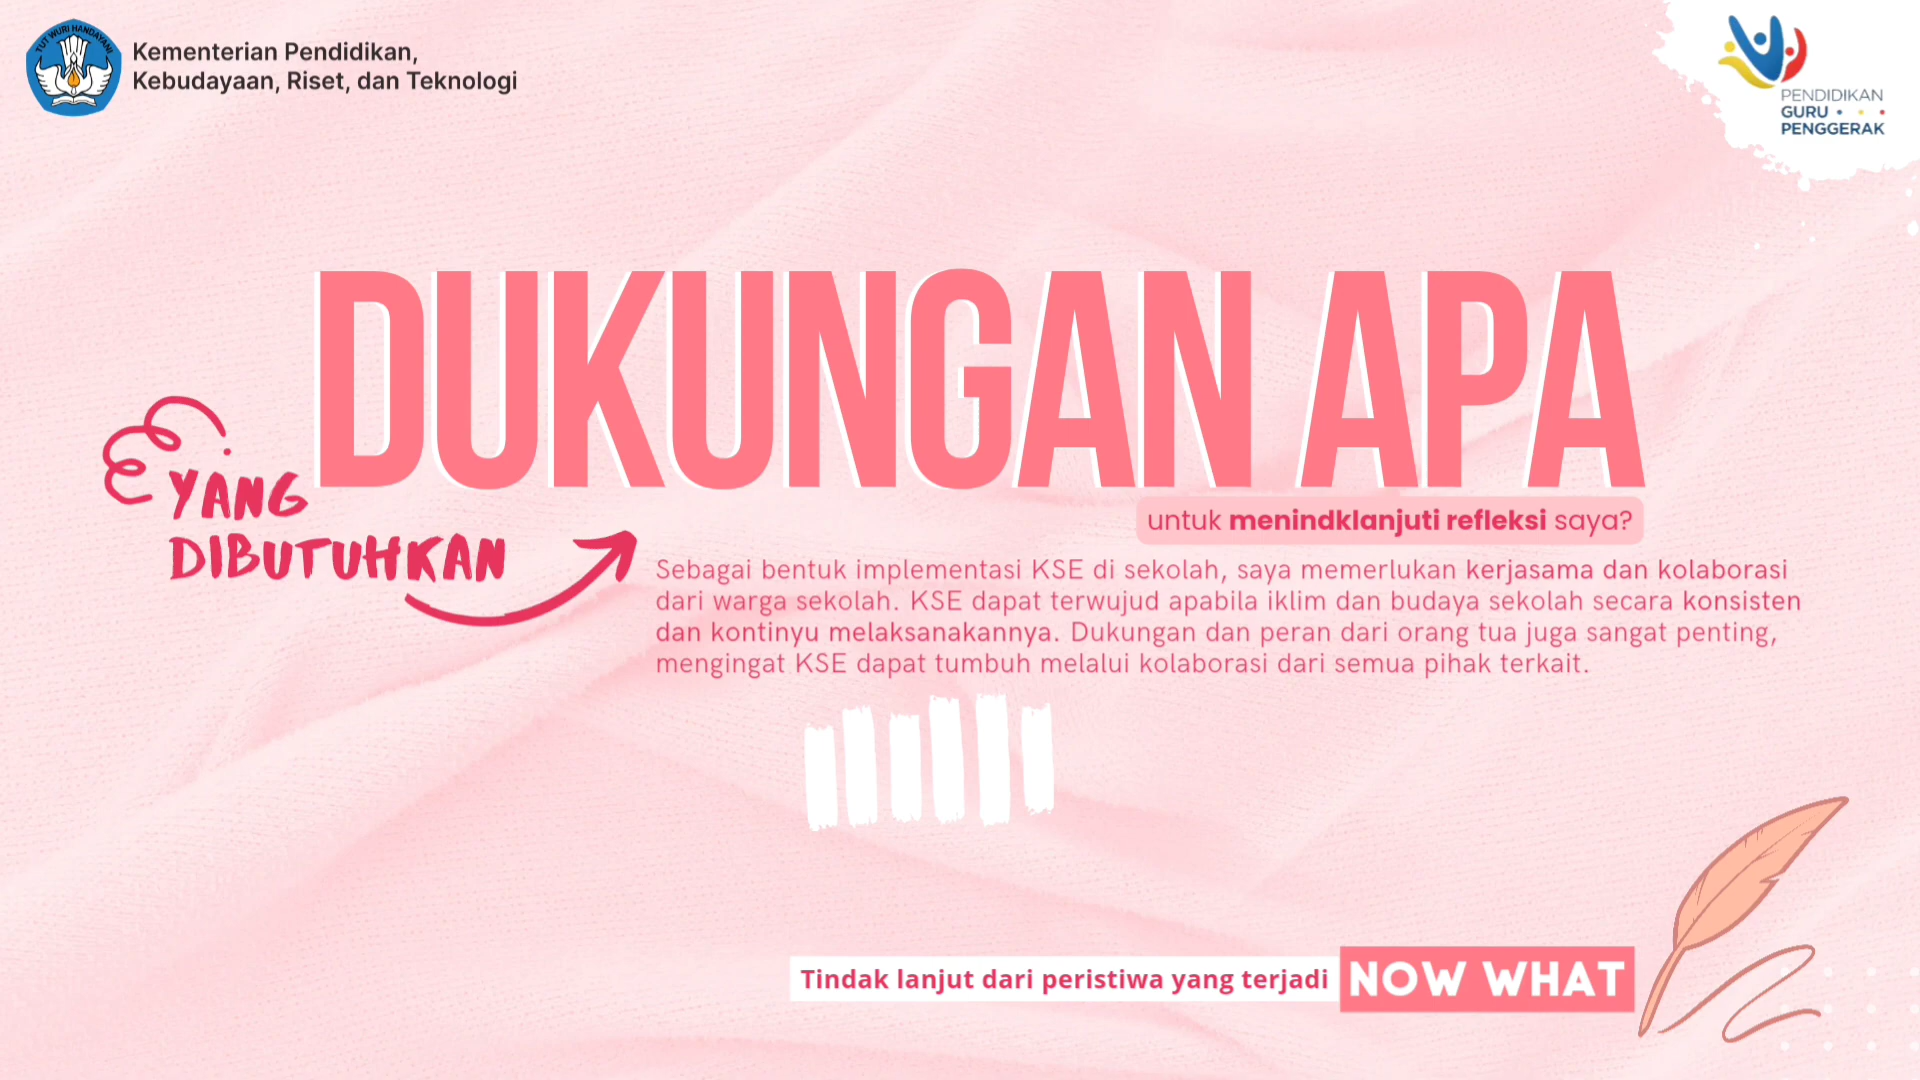 TUT WURI HANDAYANI
Kementerian Pendidikan,
Kebudayaan, Riset, dan Teknologi
PENDIDIKAN
GURU
PENGGERAK
DUKUNGAN APA
YANG
DIBUTUHKAN
untuk menindklanjuti refleksi saya?
Sebagai bentuk implementasi KSE di sekolah, saya memerlukan kerjasama dan kolaborasi
dari warga sekolah. KSE dapat terwujud apabila iklim dan budaya sekolah secara konsisten
dan kontinyu melaksanakannya. Dukungan dan peran dari orang tua juga sangat penting,
mengingat KSE dapat tumbuh melalui kolaborasi dari semua pihak terkait.
Tindak lanjut dari peristiwa yang terjadi
NOW WHAT